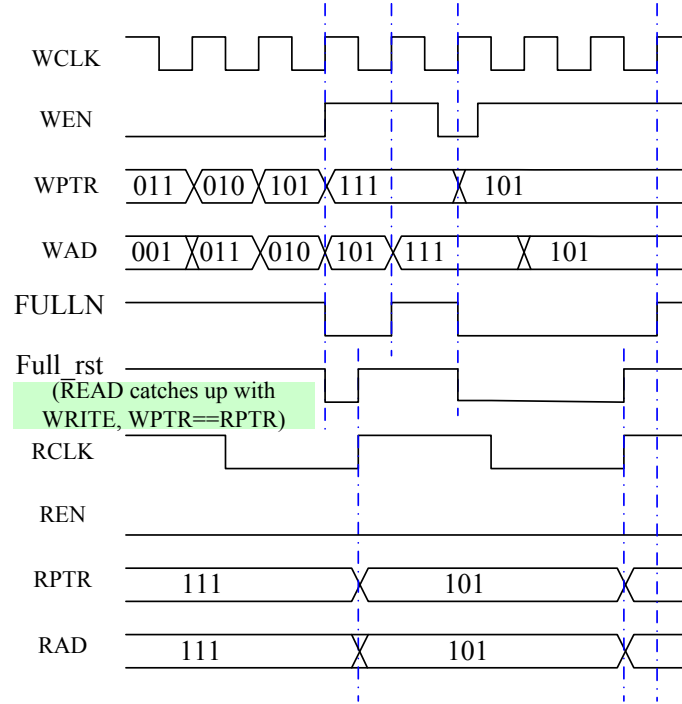 WCLK
WEN
WPTR 011 010 101 111 101
WAD 001 011 010 101 111 101
FULLN
Full_rst
(READ catches up with
WRITE, WPTR==RPTR)
RCLK
REN
RPTR 111 101
RAD 111 101